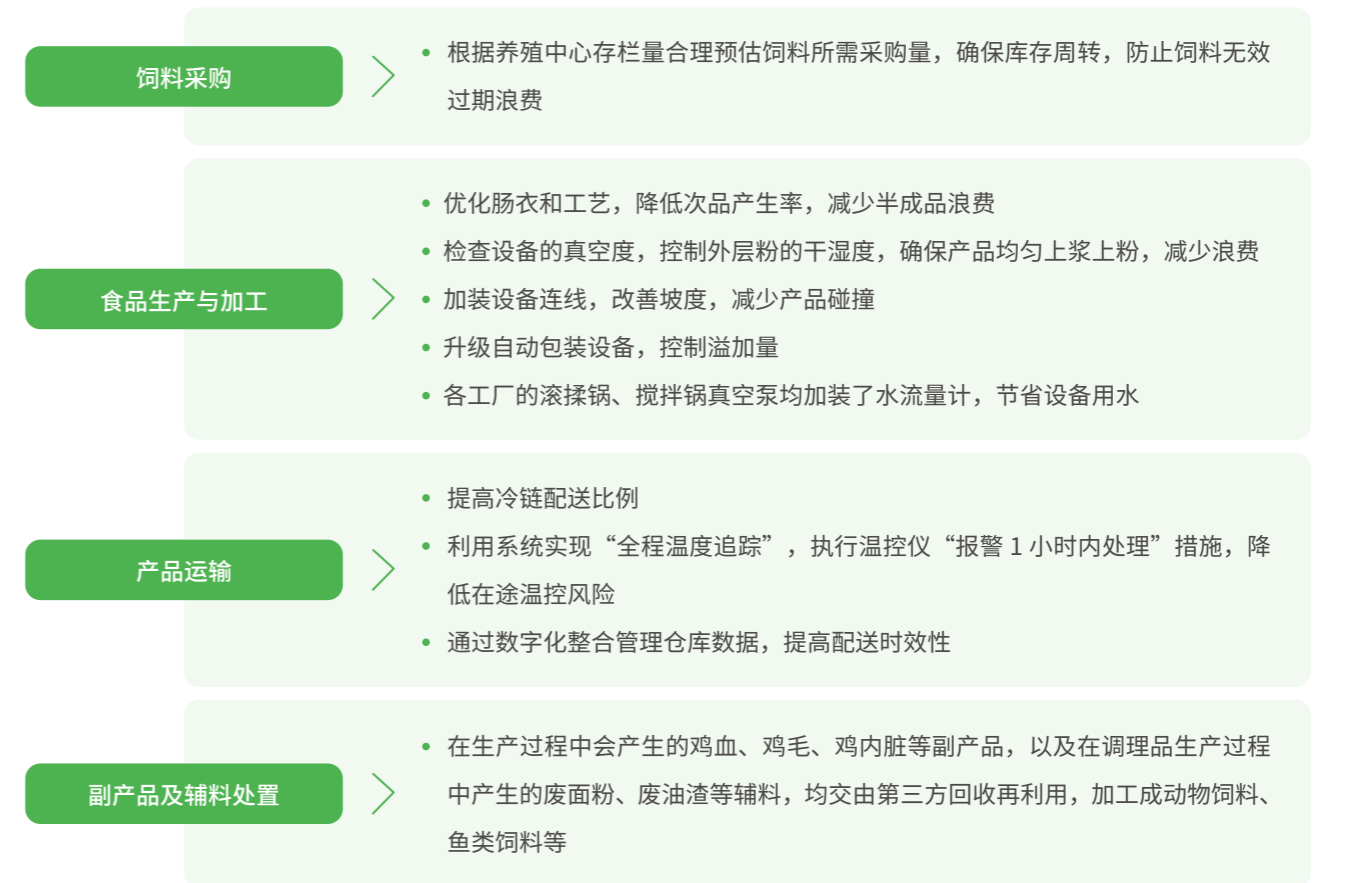 饲料采购
• 根据养殖中心存栏量合理预估饲料所需采购量，确保库存周转，防止饲料无效
过期浪费
食品生产与加工
• 优化肠衣和工艺，降低次品产生率，减少半成品浪费
• 检查设备的真空度，控制外层粉的干湿度，确保产品均匀上浆上粉，减少浪费
• 加装设备连线，改善坡度，减少产品碰撞
• 升级自动包装设备，控制溢加量
• 各工厂的滚揉锅、搅拌锅真空泵均加装了水流量计，节省设备用水
产品运输
• 提高冷链配送比例
• 利用系统实现“全程温度追踪”，执行温控仪“报警 1 小时内处理”措施，降
低在途温控风险
• 通过数字化整合管理仓库数据，提高配送时效性
副产品及辅料处置
• 在生产过程中会产生的鸡血、鸡毛、鸡内脏等副产品，以及在调理品生产过程
中产生的废面粉、废油渣等辅料，均交由第三方回收再利用，加工成动物饲料、
鱼类饲料等